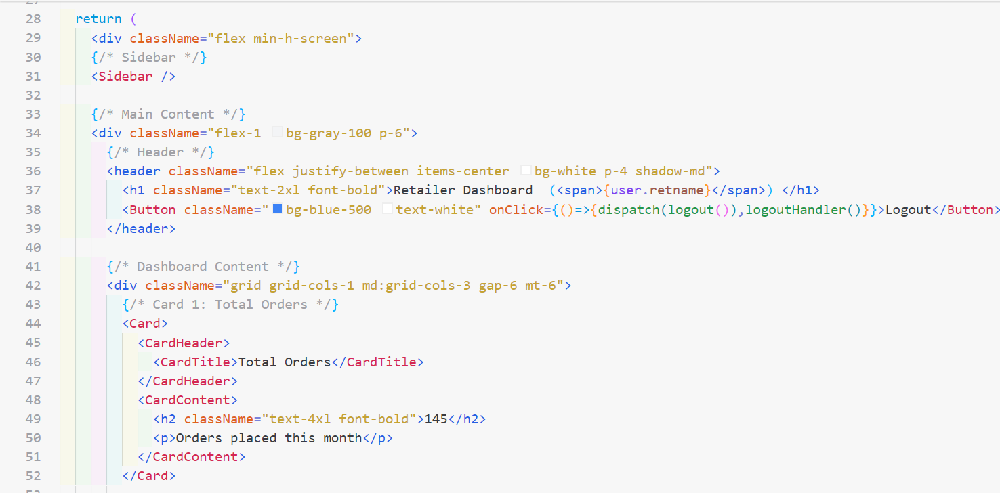 28 return (
29 <div className="flex min-h-screen">
30 {/* Sidebar */}
31 <Sidebar />
32
33 {/* Main Content */}
34 <div className="flex-1 bg-gray-100 p-6">
35 {/* Header */}
36 <header className="flex justify-between items-center bg-white p-4 shadow-md">
37 <h1 className="text-2xl font-bold">Retailer Dashboard (<span>{user.retname}</span>) </h1>
38 <Button className="bg-blue-500 text-white" onClick={()=>{dispatch(logout()),logoutHandler()}}>Logout</Button>
39 </header>
40
41 {/* Dashboard Content */}
42 <div className="grid grid-cols-1 md:grid-cols-3 gap-6 mt-6">
43 {/* Card 1: Total Orders */}
44 <Card>
45 <CardHeader>
46 <CardTitle>Total Orders</CardTitle>
47 </CardHeader>
48 <CardContent>
49 <h2 className="text-4xl font-bold">145</h2>
50 <p>Orders placed this month</p>
51 </CardContent>
52 </Card>